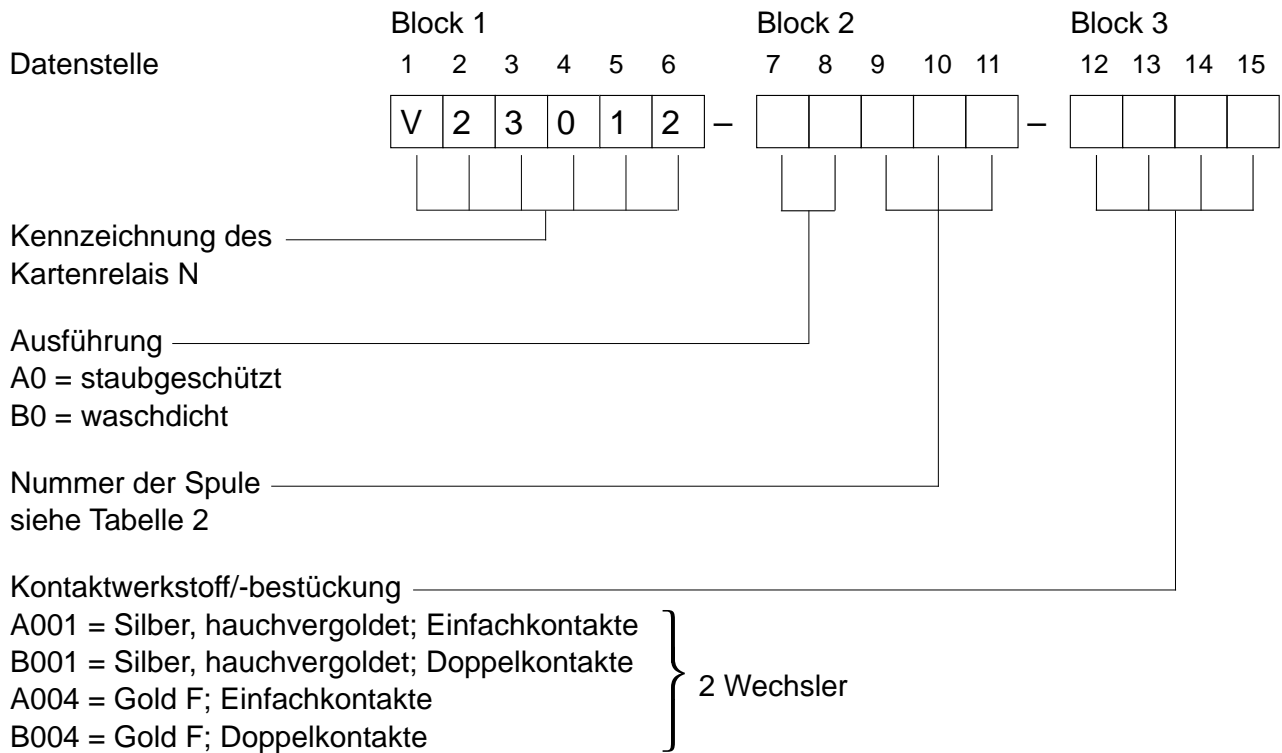 Block 1 Block 2 Block 3
Datenstelle 1 2 3 4 5 6 7 8 9 10 11 12 13 14 15
V 2 3 0 1 2 – –
Kennzeichnung des
Kartenrelais N
Ausführung
A0 = staubgeschützt
B0 = waschdicht
Nummer der Spule
siehe Tabelle 2
Kontaktwerkstoff/-bestückung
A001 = Silber, hauchvergoldet; Einfachkontakte
B001 = Silber, hauchvergoldet; Doppelkontakte
2 Wechsler
A004 = Gold F; Einfachkontakte
B004 = Gold F; Doppelkontakte